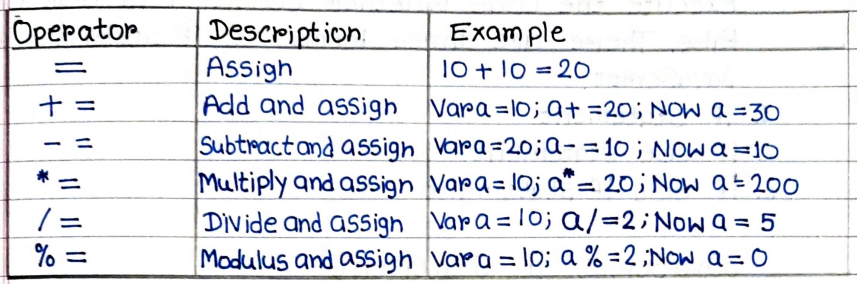 Operator Description Example
= Assign 10 + 10 = 20
+ = Add and assign Var a = 10; a+ = 20; Now a = 30
- = Subtract and assign Var a = 20; a- = 10; Now a = 10
* = Multiply and assign Var a = 10; a* = 20; Now a = 200
/ = Divide and assign Var a = 10; a/=2; Now a = 5
% = Modulus and assign Var a = 10; a %=2; Now a = 0